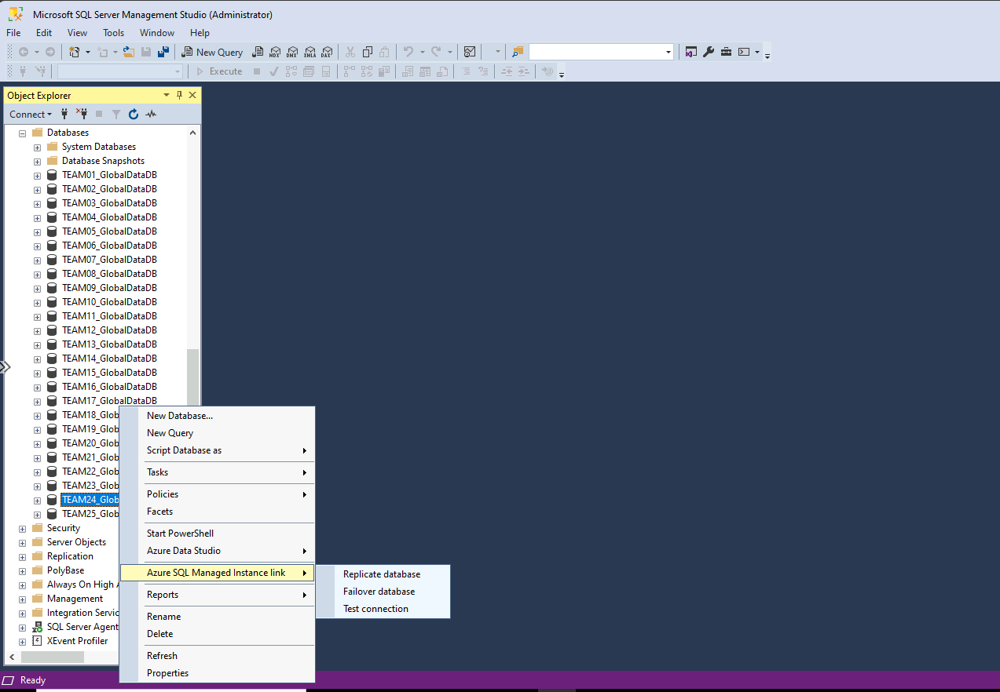 Microsoft SQL Server Management Studio (Administrator)
File Edit View Tools Window Help
New Query MDX DMX XMLA DAX
Execute
Object Explorer
Connect
Databases
System Databases
Database Snapshots
TEAM01_GlobalDataDB
TEAM02_GlobalDataDB
TEAM03_GlobalDataDB
TEAM04_GlobalDataDB
TEAM05_GlobalDataDB
TEAM06_GlobalDataDB
TEAM07_GlobalDataDB
TEAM08_GlobalDataDB
TEAM09_GlobalDataDB
TEAM10_GlobalDataDB
TEAM11_GlobalDataDB
TEAM12_GlobalDataDB
TEAM13_GlobalDataDB
TEAM14_GlobalDataDB
TEAM15_GlobalDataDB
TEAM16_GlobalDataDB
TEAM17_GlobalDataDB
TEAM18_Glob
TEAM19_Glob
TEAM20_Glob
TEAM21_Glob
TEAM22_Glob
TEAM23_Glob
TEAM24_Glob
TEAM25_Glob
Security
Server Objects
Replication
PolyBase
Always On High A
Management
Integration Servic
SQL Server Agent
XEvent Profiler
New Database...
New Query
Script Database as
Tasks
Policies
Facets
Start PowerShell
Azure Data Studio
Azure SQL Managed Instance link
Reports
Rename
Delete
Refresh
Properties
Replicate database
Failover database
Test connection
Ready